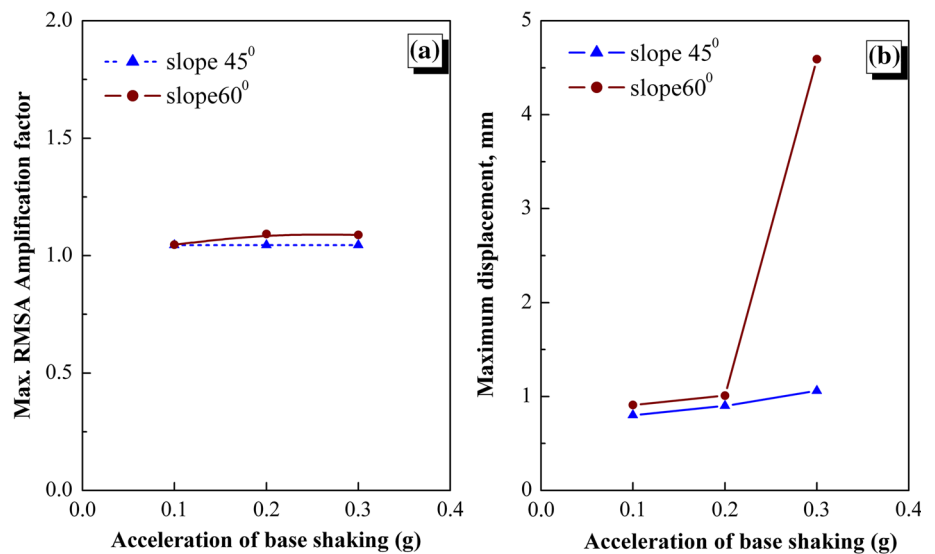 (a)
slope 45⁰
slope60⁰
2.0
1.5
1.0
0.5
0.0
0.0 0.1 0.2 0.3 0.4
Max. RMSA Amplification factor
Acceleration of base shaking (g)
(b)
slope 45⁰
slope60⁰
5
4
3
2
1
0
0.0 0.1 0.2 0.3 0.4
Maximum displacement, mm
Acceleration of base shaking (g)